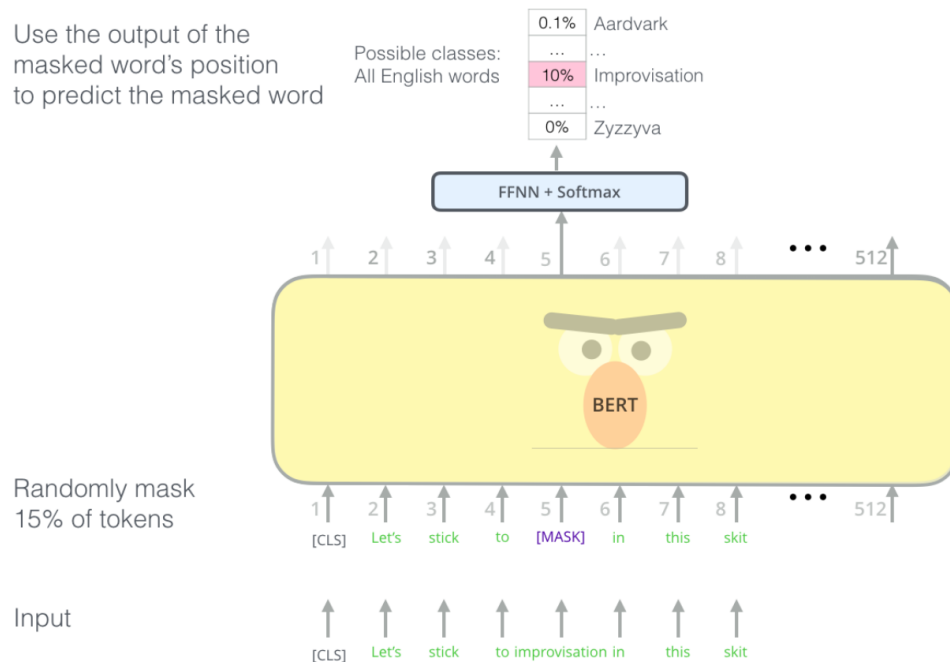 Use the output of the
masked word's position
to predict the masked word
Possible classes:
All English words
0.1% Aardvark
... ...
10% Improvisation
... ...
0% Zyzzyva
FFNN + Softmax
1 2 3 4 5 6 7 8 ••• 512
BERT
Randomly mask
15% of tokens
1 2 3 4 5 6 7 8 ••• 512
[CLS] Let's stick to [MASK] in this skit
Input
[CLS] Let's stick to improvisation in this skit